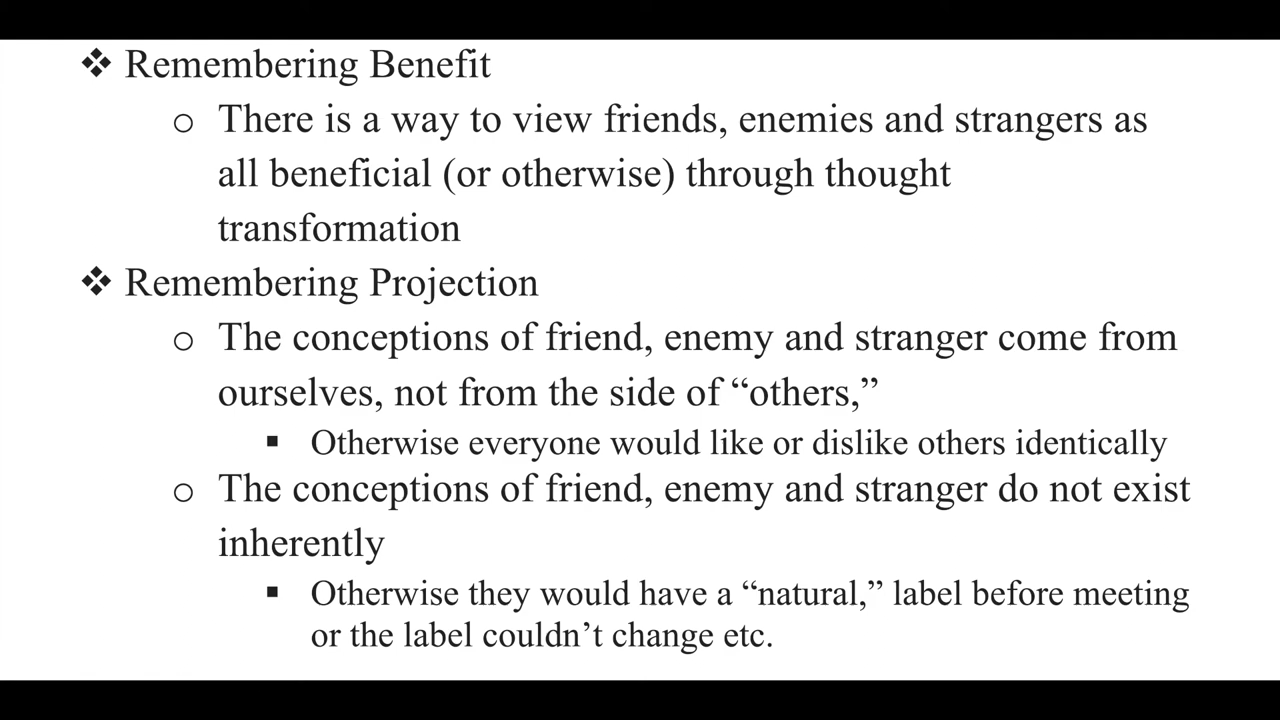 ❖ Remembering Benefit
o There is a way to view friends, enemies and strangers as
all beneficial (or otherwise) through thought
transformation
❖ Remembering Projection
o The conceptions of friend, enemy and stranger come from
ourselves, not from the side of “others,”
▪ Otherwise everyone would like or dislike others identically
o The conceptions of friend, enemy and stranger do not exist
inherently
▪ Otherwise they would have a “natural,” label before meeting
or the label couldn’t change etc.